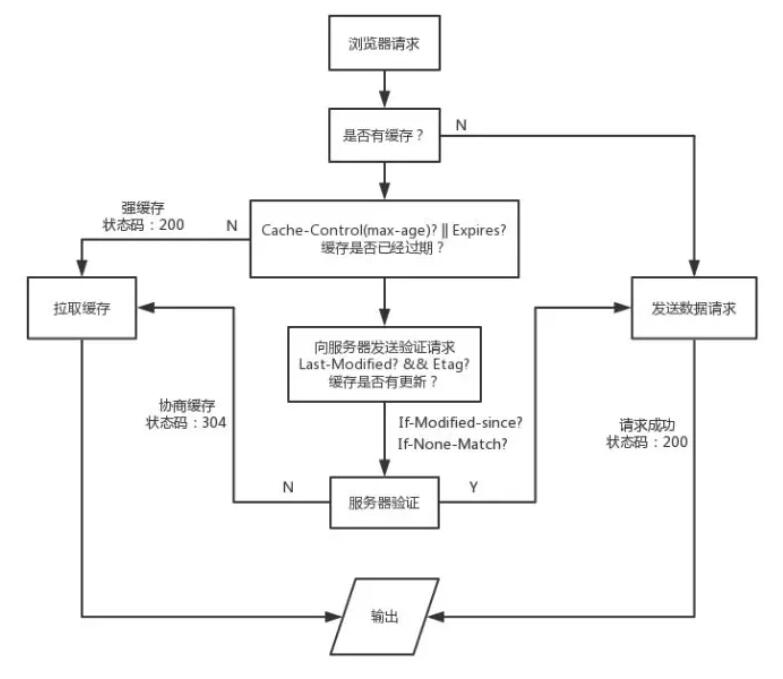 浏览器请求
是否有缓存？
N
强缓存
状态码：200
N
Cache-Control(max-age)? || Expires?
缓存是否已经过期？
拉取缓存
发送数据请求
向服务器发送验证请求
Last-Modified? && Etag?
缓存是否有更新？
协商缓存
状态码：304
If-Modified-since?
If-None-Match?
请求成功
状态码：200
N
服务器验证
Y
输出